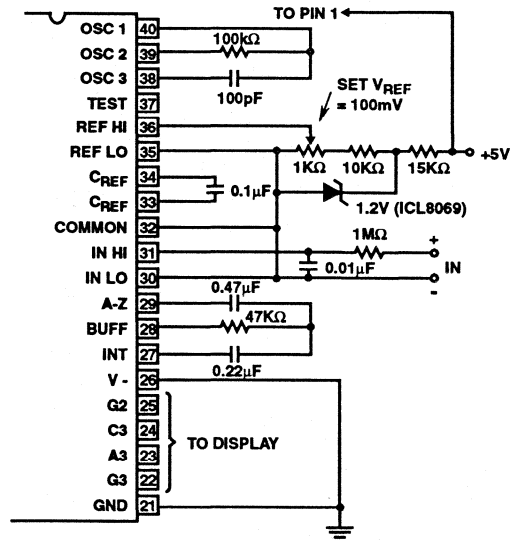 TO PIN 1
OSC 1 40
100kΩ
OSC 2 39
OSC 3 38
100pF
TEST 37
SET VREF
= 100mV
REF HI 36
REF LO 35
1KΩ 10KΩ 15KΩ
+5V
CREF 34
0.1µF
CREF 33
1.2V (ICL8069)
COMMON 32
1MΩ
+
IN HI 31
0.01µF
IN
IN LO 30
-
0.47µF
A-Z 29
47KΩ
BUFF 28
INT 27
0.22µF
V - 26
G2 25
C3 24
TO DISPLAY
A3 23
G3 22
GND 21